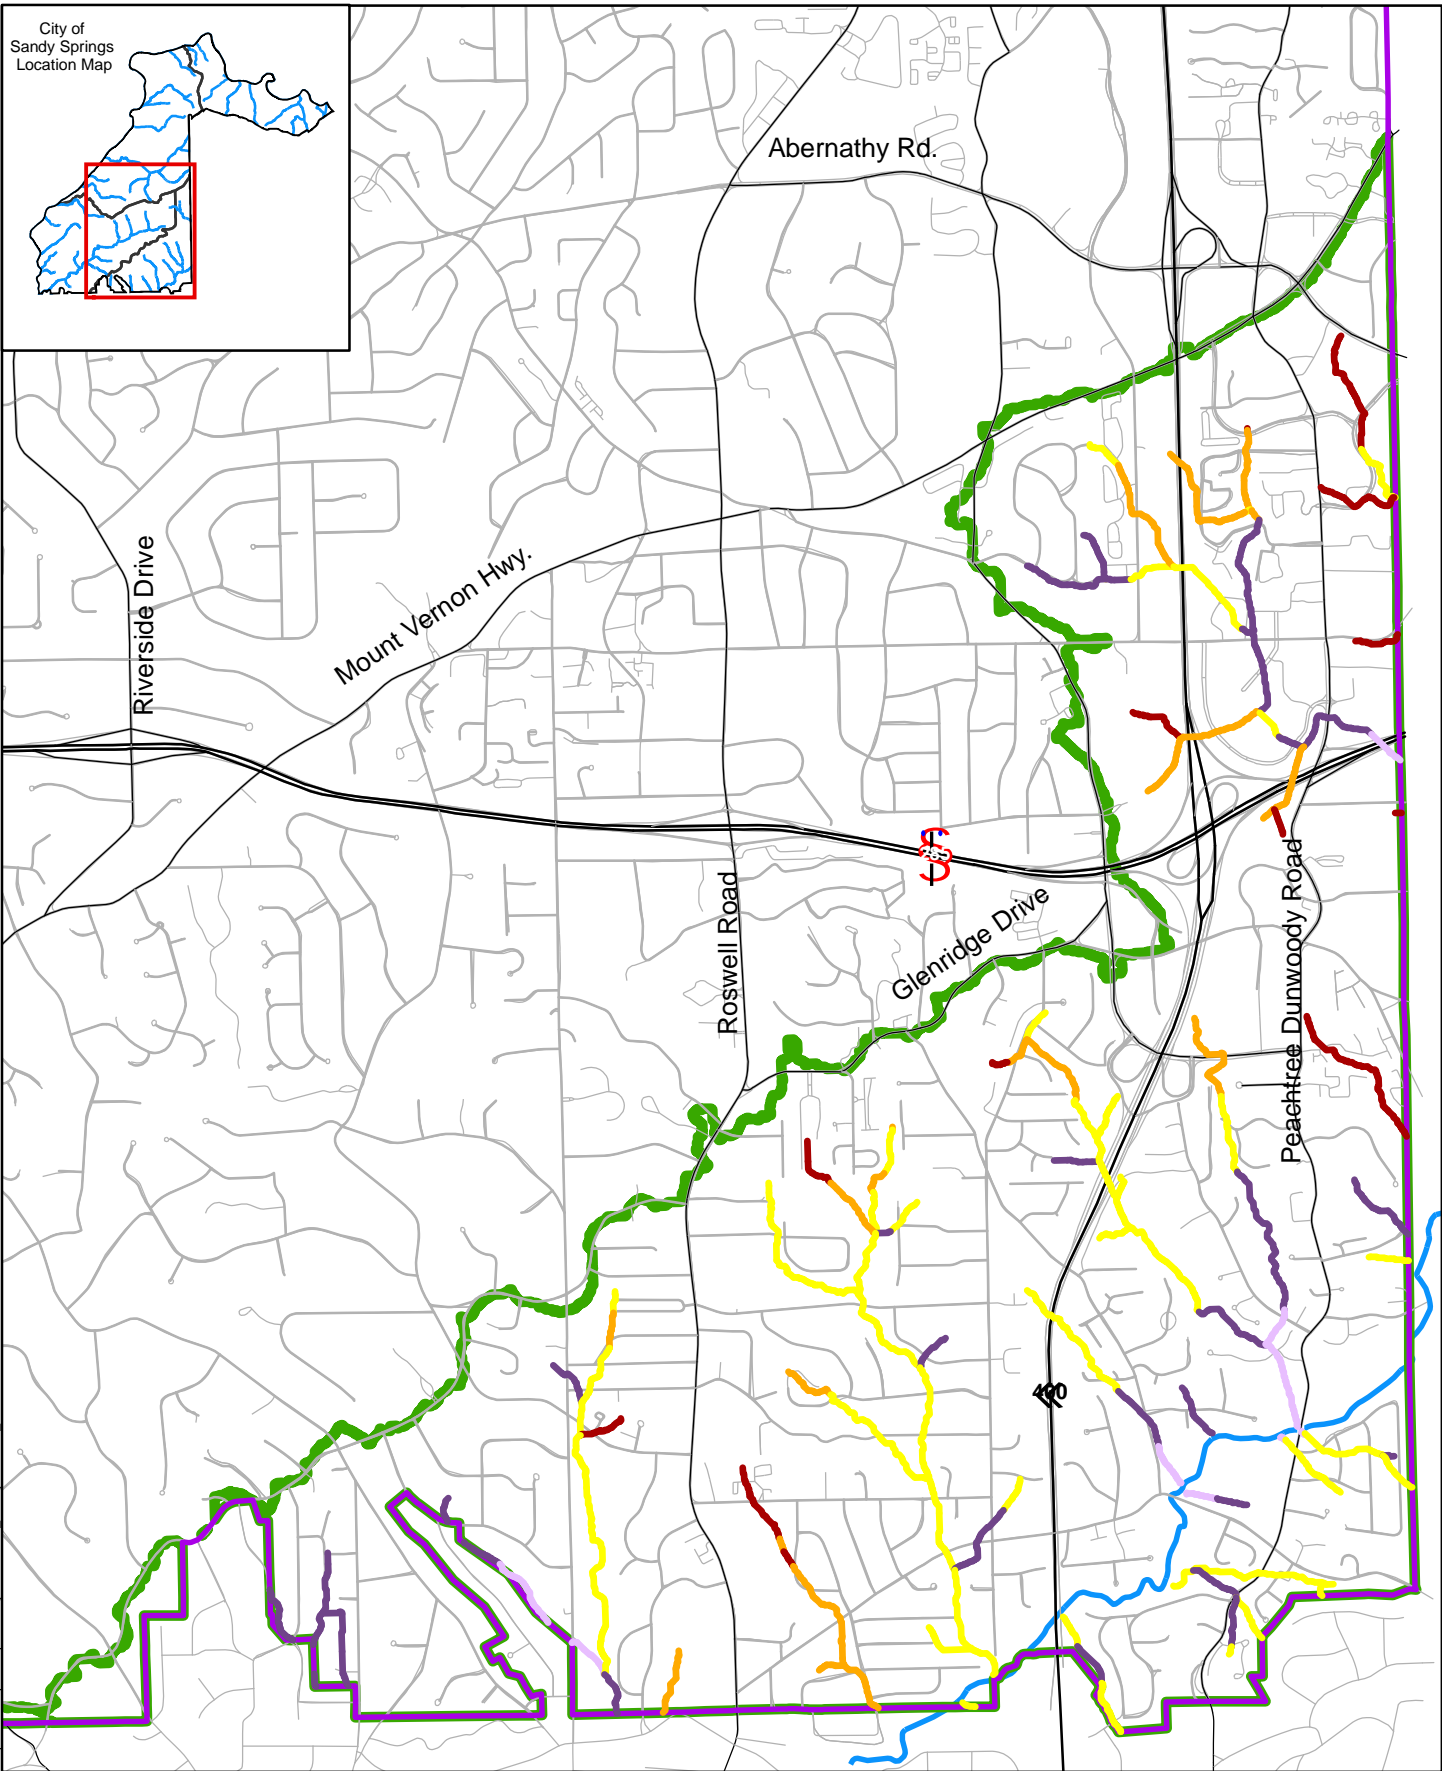 City of
Sandy Springs
Location Map
Abernathy Rd.
Riverside Drive
Mount Vernon Hwy.
Roswell Road
Glenridge Drive
Peachtree Dunwoody Road
400